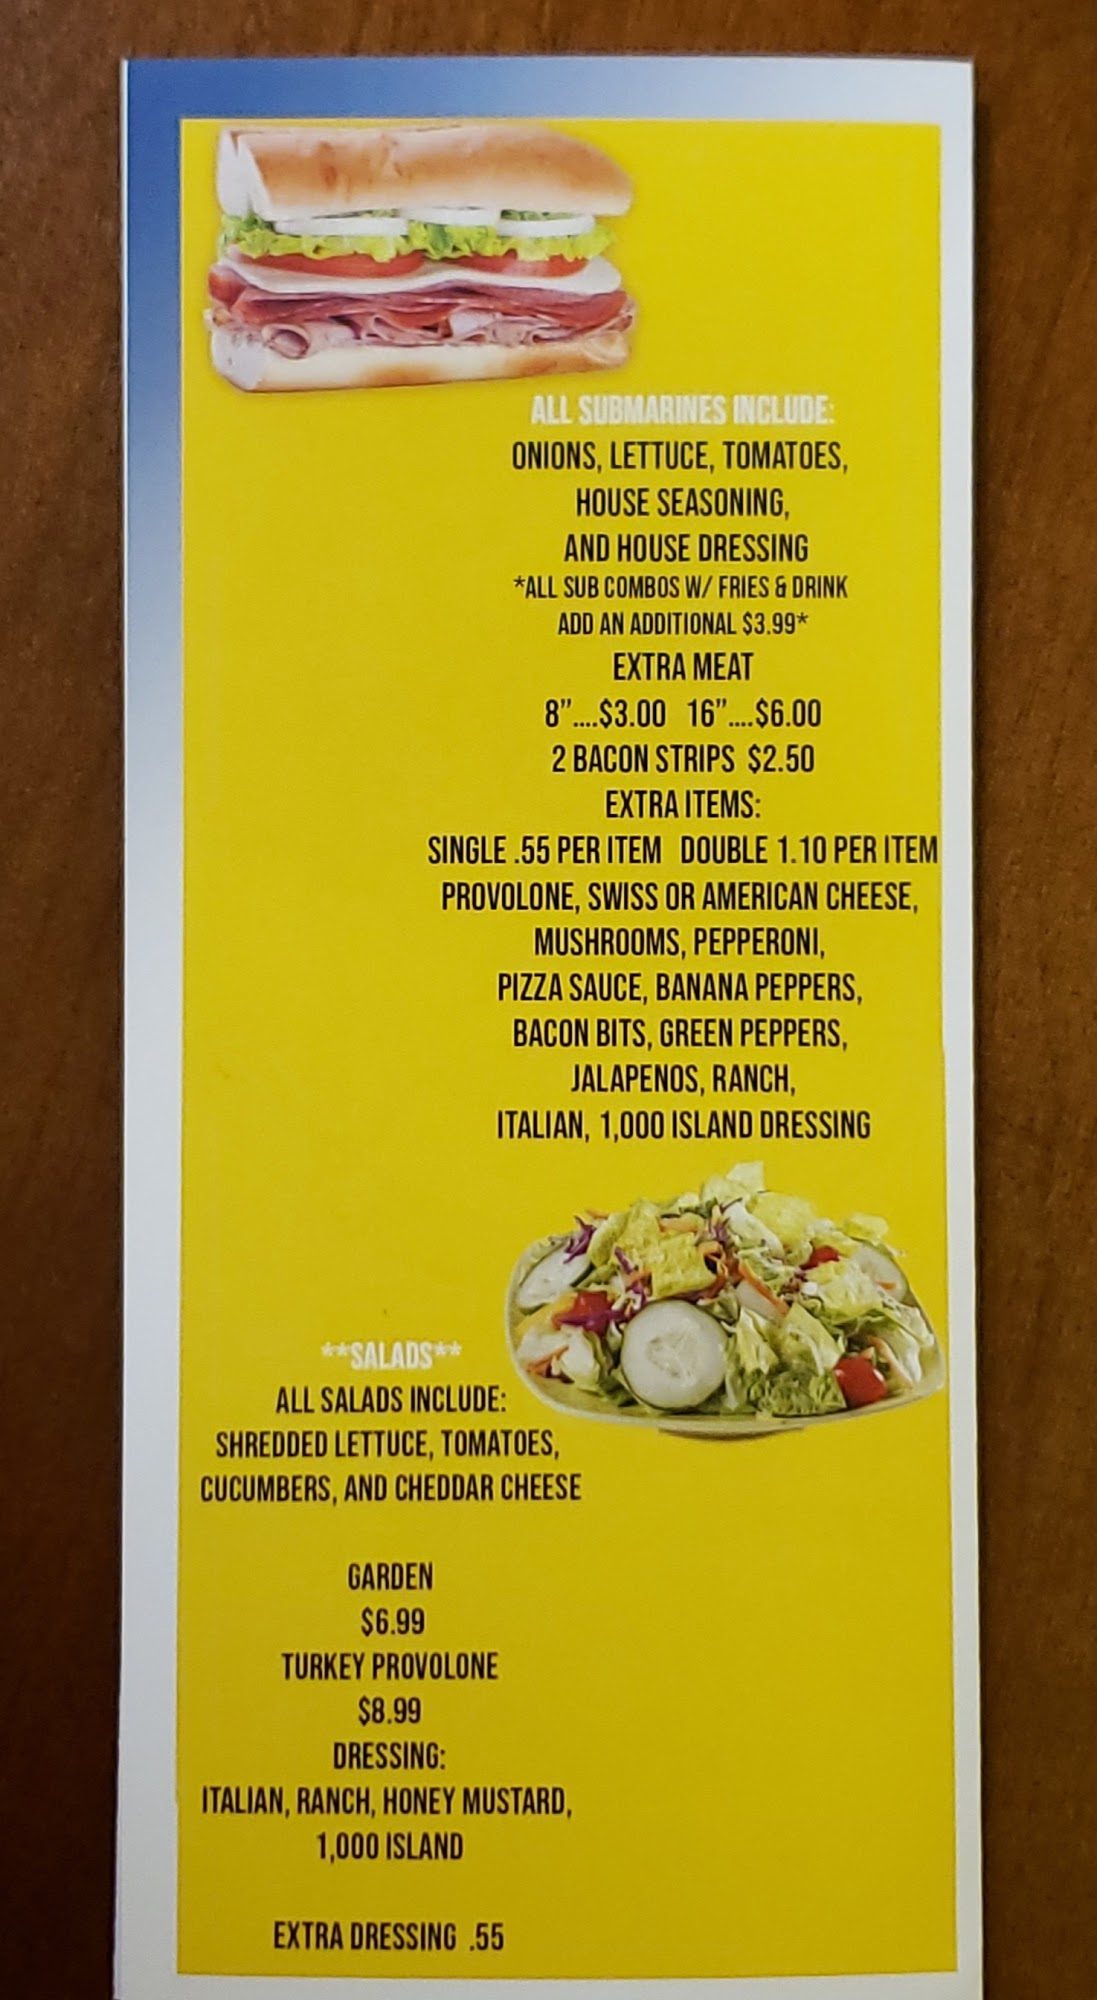 ALL SUBMARINES INCLUDE:
ONIONS, LETTUCE, TOMATOES,
HOUSE SEASONING,
AND HOUSE DRESSING
*ALL SUB COMBOS W/ FRIES & DRINK
ADD AN ADDITIONAL $3.99*
EXTRA MEAT
8”....$3.00 16”....$6.00
2 BACON STRIPS $2.50
EXTRA ITEMS:
SINGLE .55 PER ITEM DOUBLE 1.10 PER ITEM
PROVOLONE, SWISS OR AMERICAN CHEESE,
MUSHROOMS, PEPPERONI,
PIZZA SAUCE, BANANA PEPPERS,
BACON BITS, GREEN PEPPERS,
JALAPENOS, RANCH,
ITALIAN, 1,000 ISLAND DRESSING
**SALADS**
ALL SALADS INCLUDE:
SHREDDED LETTUCE, TOMATOES,
CUCUMBERS, AND CHEDDAR CHEESE
GARDEN
$6.99
TURKEY PROVOLONE
$8.99
DRESSING:
ITALIAN, RANCH, HONEY MUSTARD,
1,000 ISLAND
EXTRA DRESSING .55